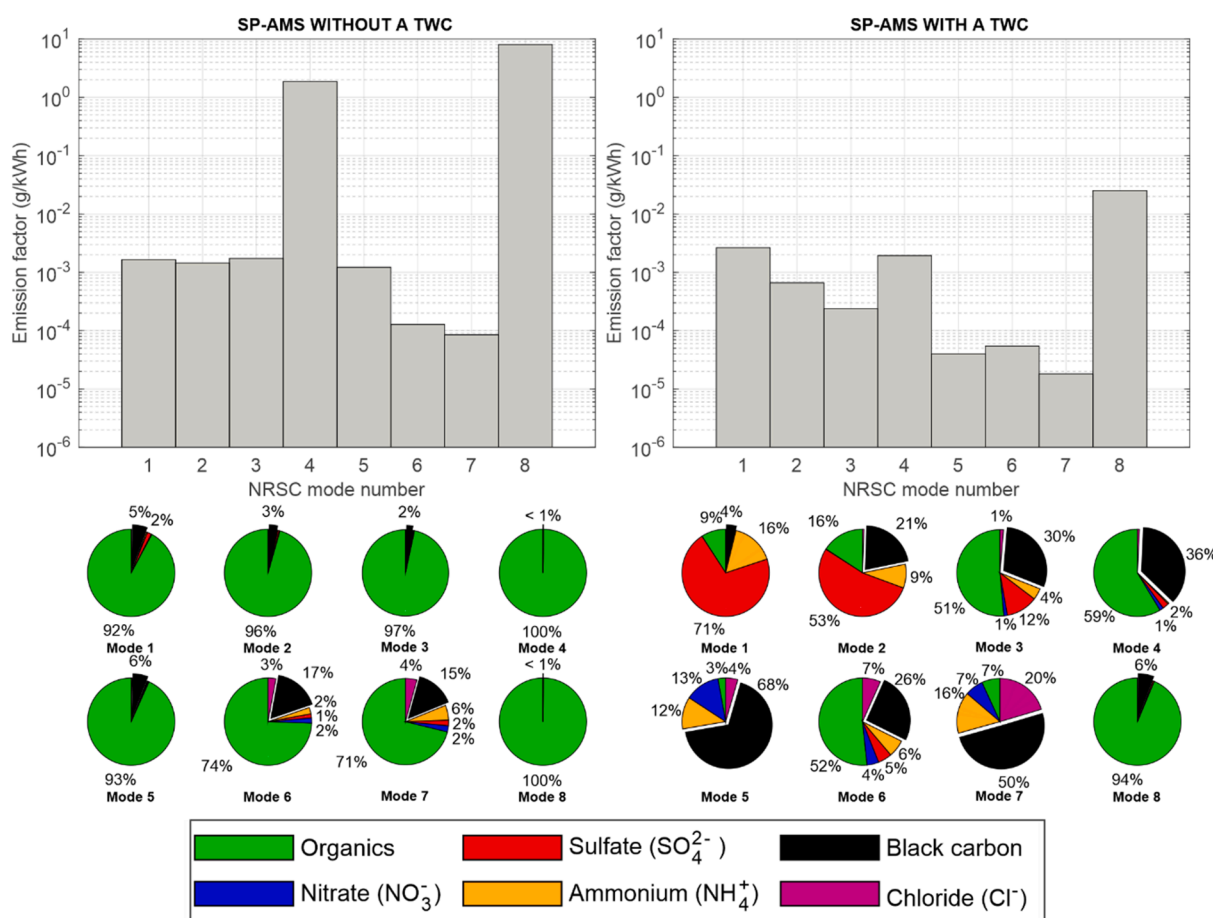 SP-AMS WITHOUT A TWC
10^1
10^0
10^-1
10^-2
10^-3
10^-4
10^-5
10^-6
Emission factor (g/kWh)
1 2 3 4 5 6 7 8
NRSC mode number
SP-AMS WITH A TWC
10^1
10^0
10^-1
10^-2
10^-3
10^-4
10^-5
10^-6
Emission factor (g/kWh)
1 2 3 4 5 6 7 8
NRSC mode number
5% 2%
92%
Mode 1
3%
96%
Mode 2
2%
97%
Mode 3
< 1%
100%
Mode 4
9% 4% 16%
71%
Mode 1
16% 21%
9%
53%
Mode 2
1% 30%
4%
51% 1% 12%
Mode 3
36%
59% 1% 2%
Mode 4
6%
93%
Mode 5
3% 17%
2%
1%
2%
74%
Mode 6
4% 15%
6%
2%
2%
71%
Mode 7
< 1%
100%
Mode 8
13% 3% 4%
68%
12%
Mode 5
7% 26%
6%
52% 4% 5%
Mode 6
7% 7% 20%
16%
50%
Mode 7
6%
94%
Mode 8
Organics Sulfate (SO₄²⁻) Black carbon
Nitrate (NO₃⁻) Ammonium (NH₄⁺) Chloride (Cl⁻)